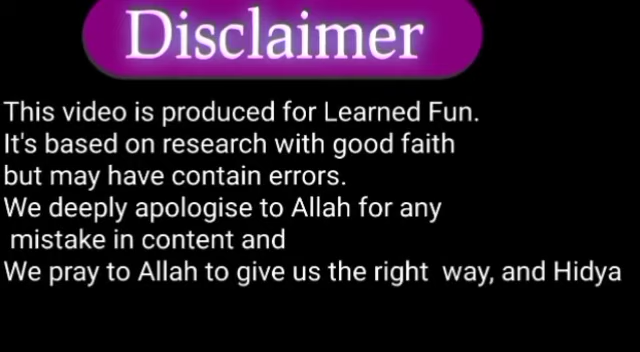 Disclaimer
This video is produced for Learned Fun.
It's based on research with good faith
but may have contain errors.
We deeply apologise to Allah for any
mistake in content and
We pray to Allah to give us the right way, and Hidya